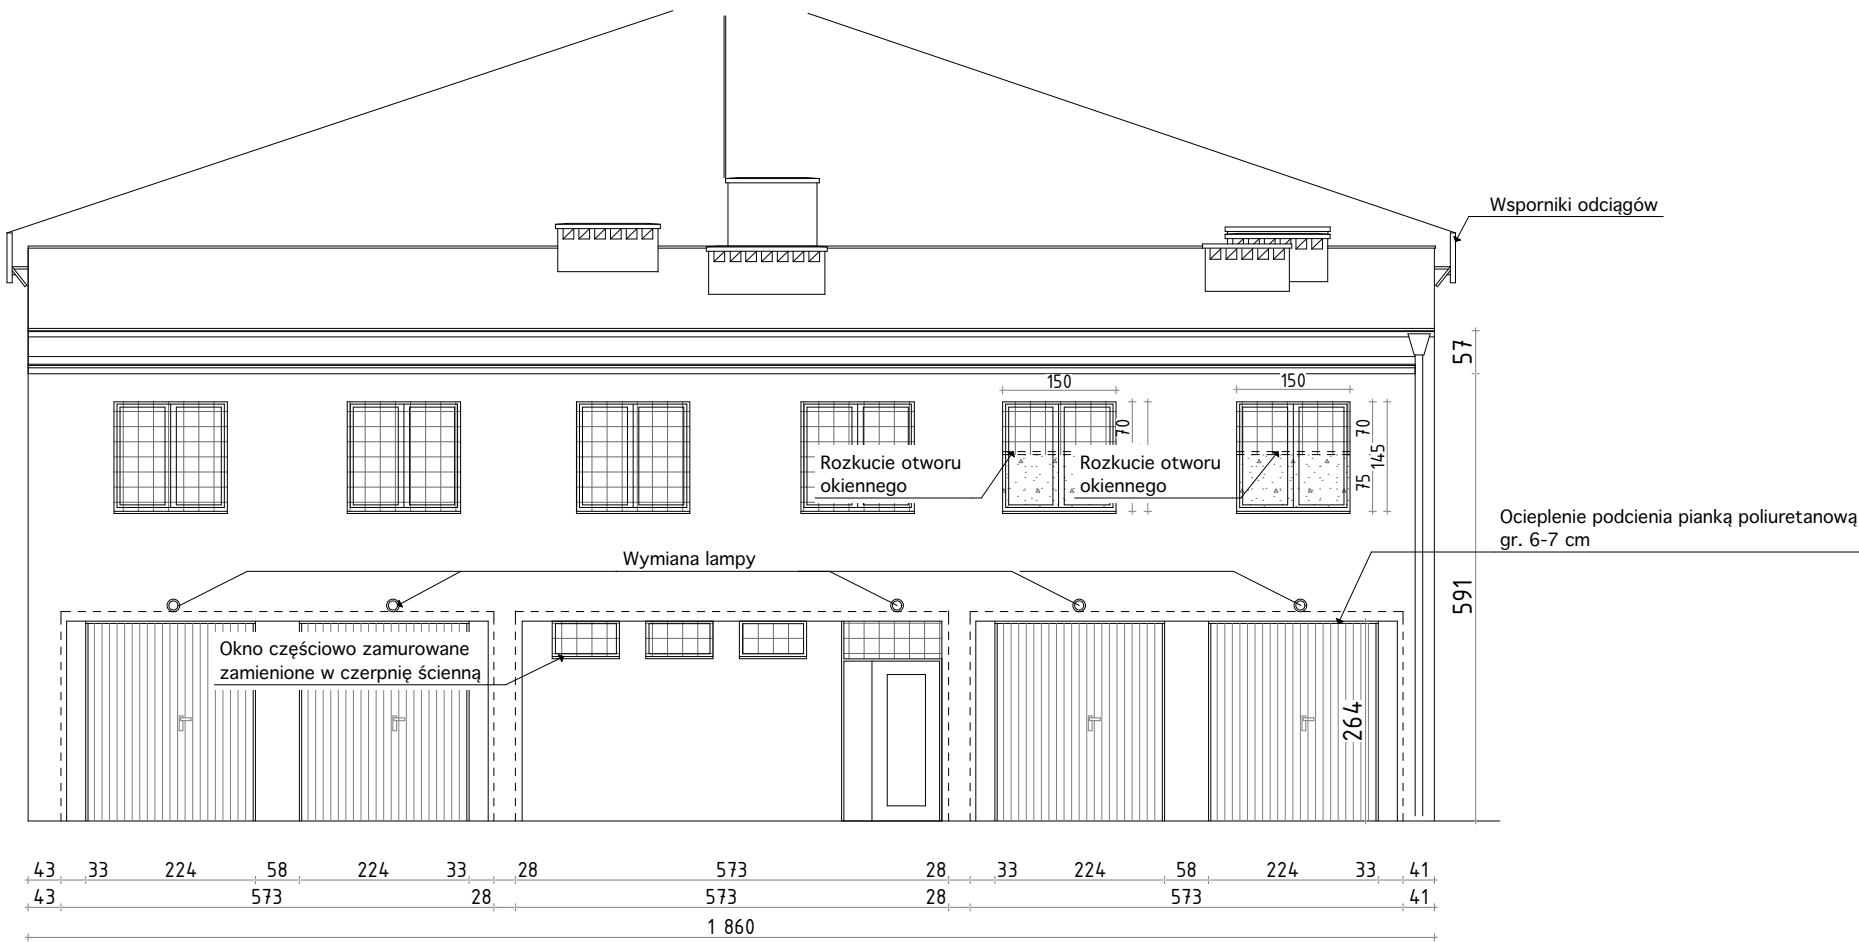 Wsporniki odciągów
57
150
150
70
70
145
75
Rozkucie otworu
okiennego
Rozkucie otworu
okiennego
Ocieplenie podcienia pianką poliuretanową
gr. 6-7 cm
Wymiana lampy
591
Okno częściowo zamurowane
zamienione w czerpnię ścienną
264
43 33 224 58 224 33 28 573 28 33 224 58 224 33 41
43 573 28 573 28 573 41
1 860